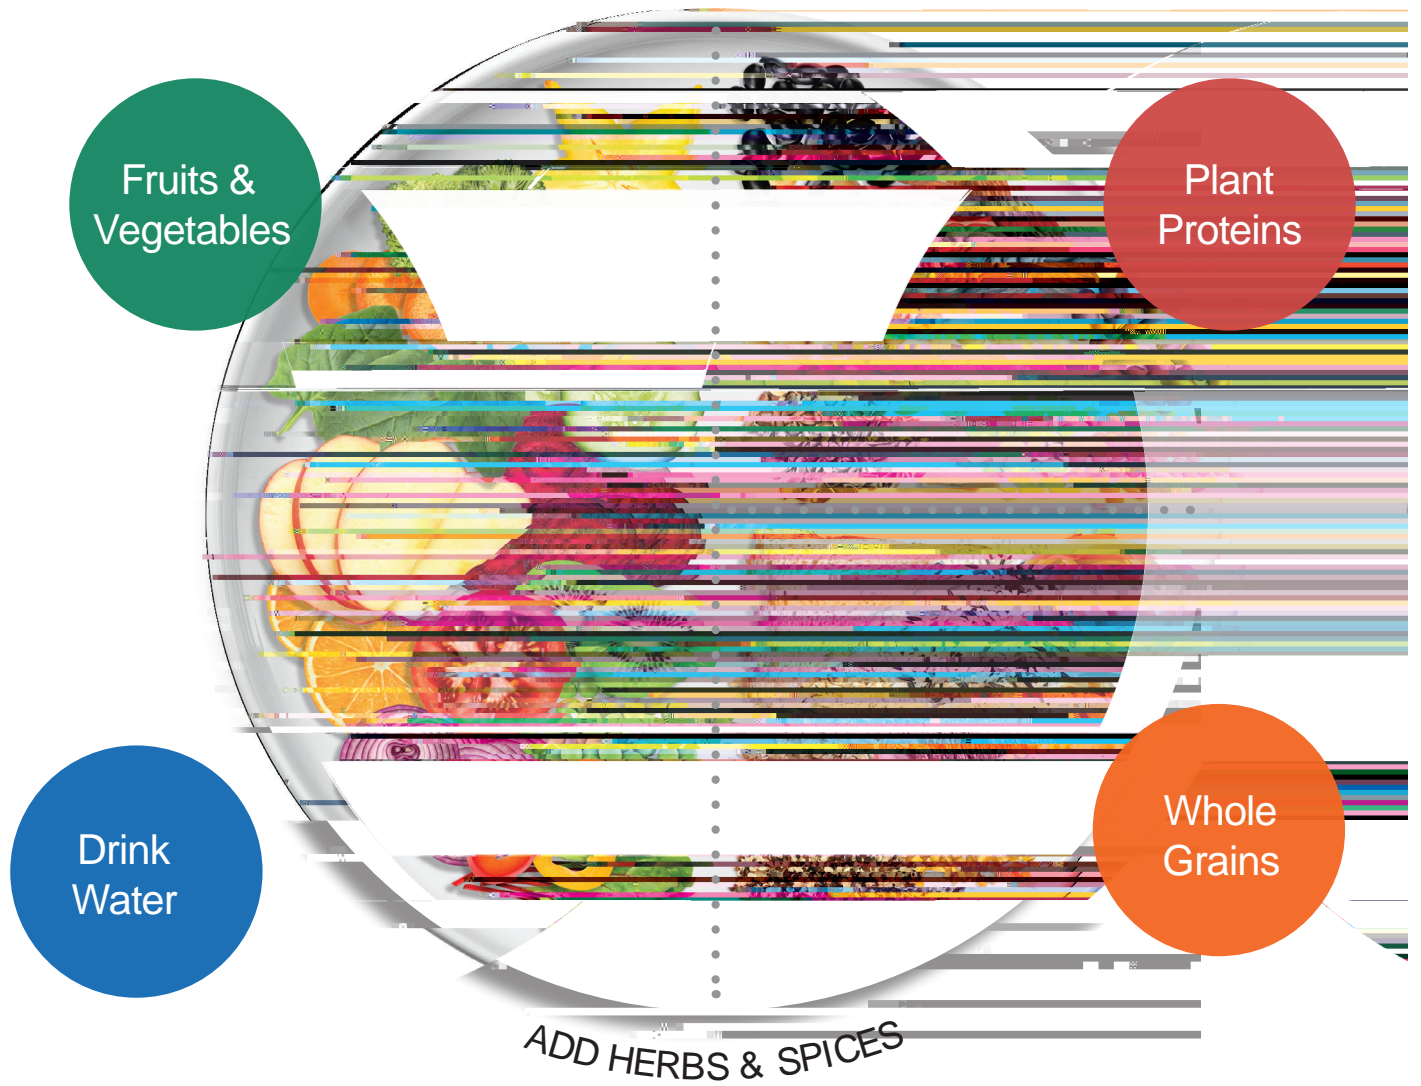 Fruits &
Vegetables
Plant
Proteins
Drink
Water
Whole
Grains
ADD HERBS & SPICES